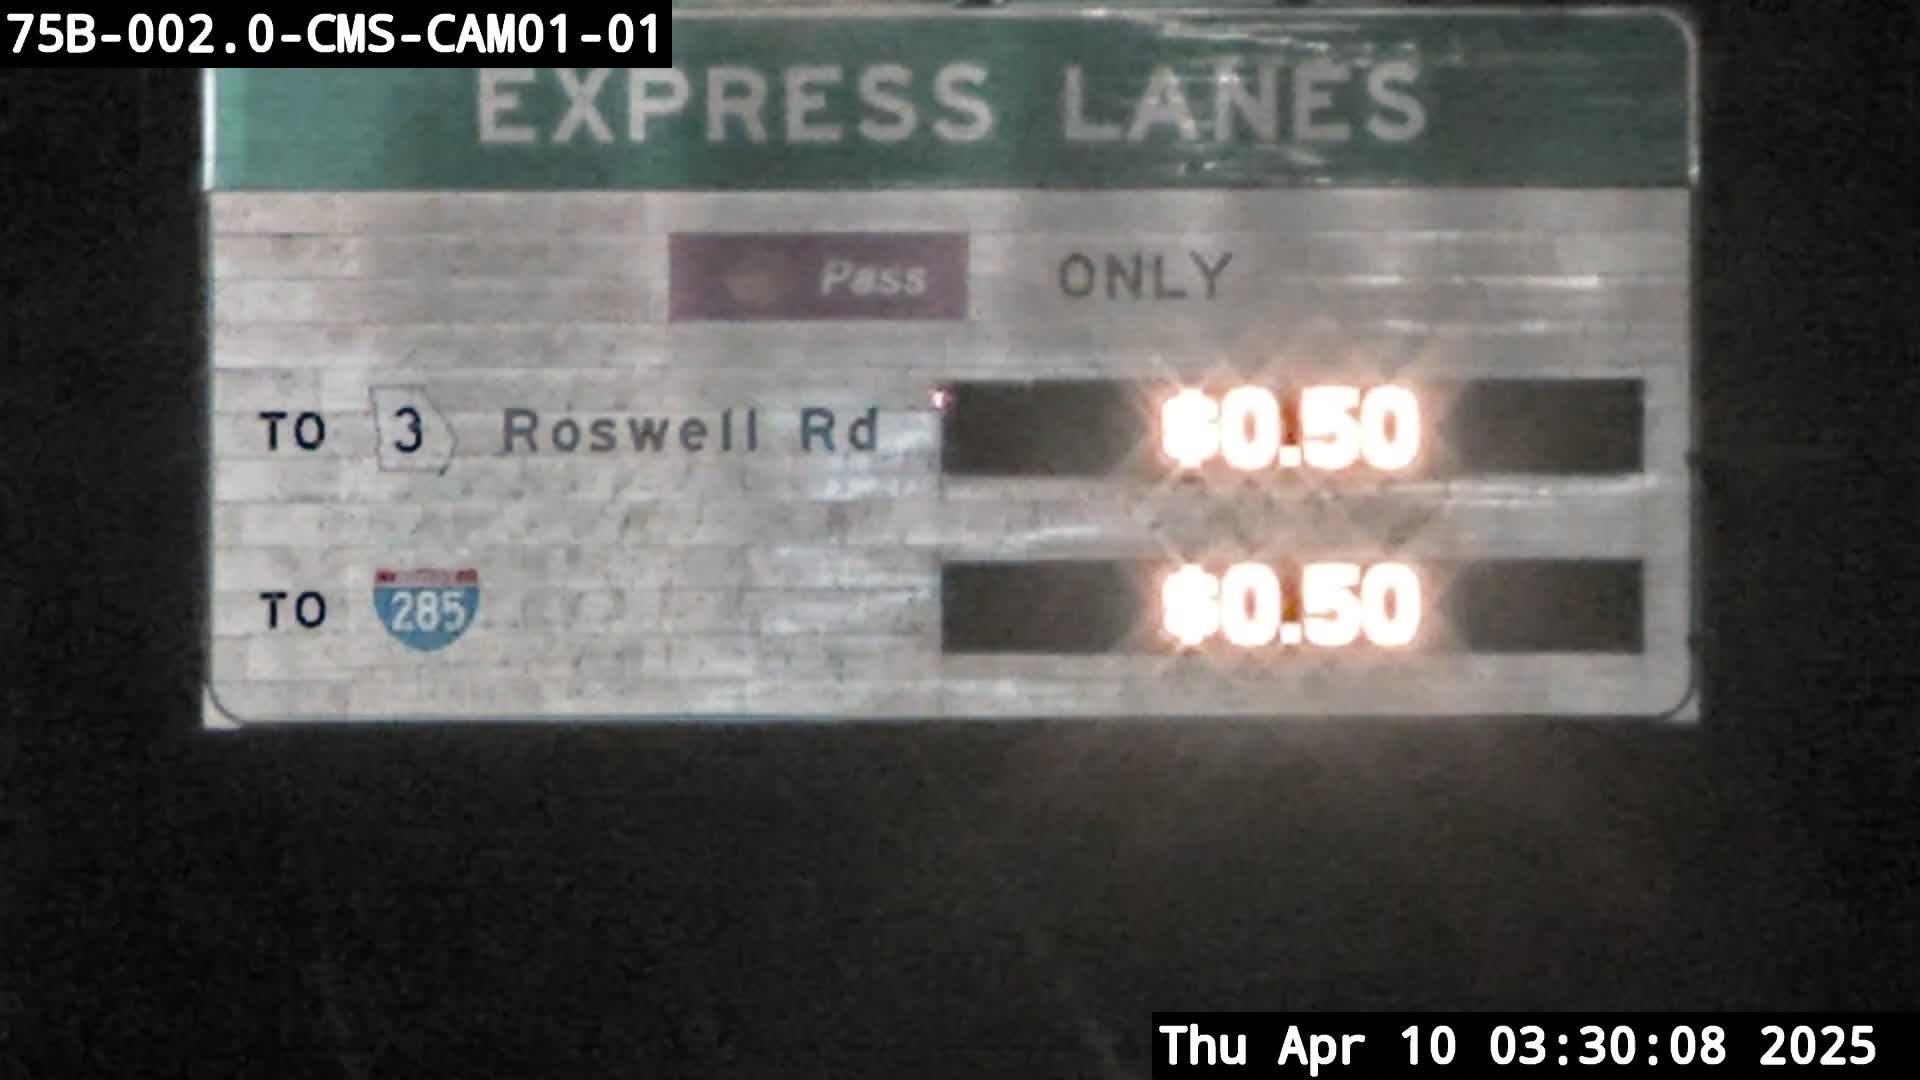 75B-002.0-CMS-CAM01-01
EXPRESS LANES
Pass ONLY
TO 3 Roswell Rd $0.50
TO 285 $0.50
Thu Apr 10 03:30:08 2025